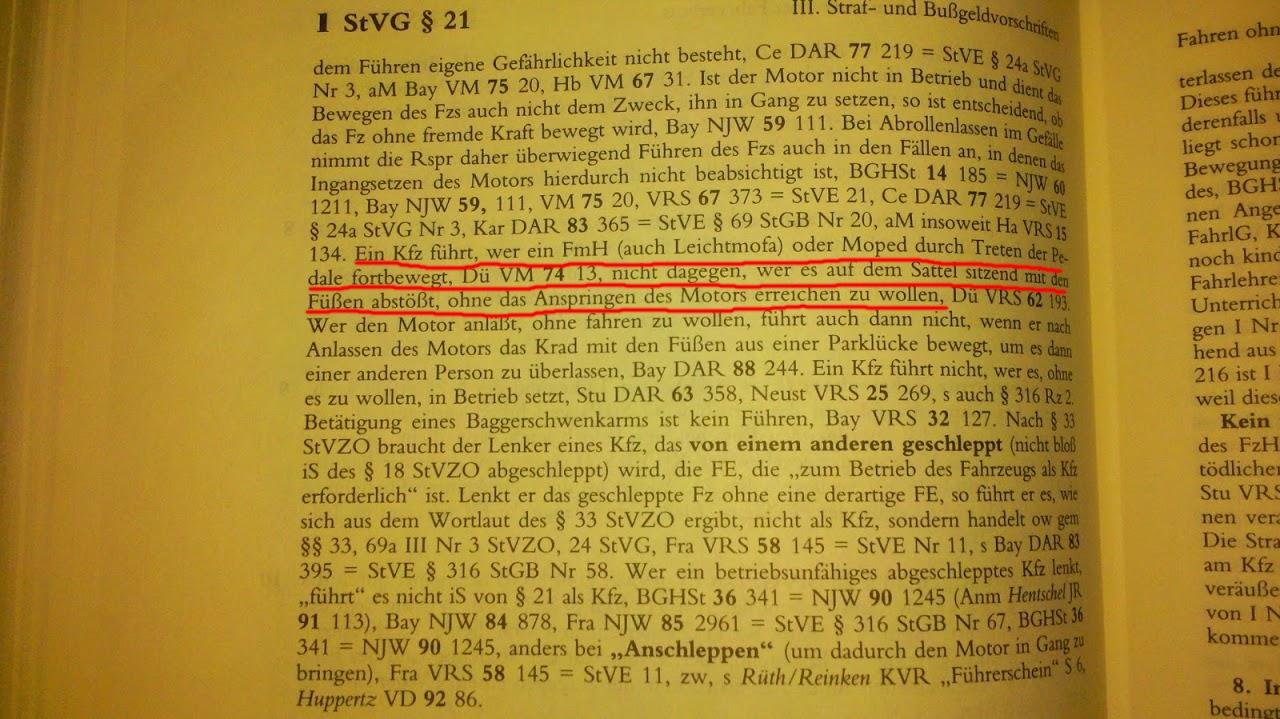 I StVG § 21
III. Straf- und Bußgeldvorschriften
dem Führen eigene Gefährlichkeit nicht besteht, Ce DAR 77 219 = StVE § 24a StVG
Nr 3, aM Bay VM 75 20, Hb VM 67 31. Ist der Motor nicht in Betrieb und dient das
Bewegen des Fzs auch nicht dem Zweck, ihn in Gang zu setzen, so ist entscheidend, ob
das Fz ohne fremde Kraft bewegt wird, Bay NJW 59 111. Bei Abrollenlassen im Gefälle
nimmt die Rspr daher überwiegend Führen des Fzs auch in den Fällen an, in denen das
Ingangsetzen des Motors hierdurch nicht beabsichtigt ist, BGHSt 14 185 = NJW 60
1211, Bay NJW 59, 111, VM 75 20, VRS 67 373 = StVE 21, Ce DAR 77 219 = StVE
§ 24a StVG Nr 3, Kar DAR 83 365 = StVE § 69 StGB Nr 20, aM insoweit Ha VRS 15
134. Ein Kfz führt, wer ein FmH (auch Leichtmofa) oder Moped durch Treten der Pe-
dale fortbewegt, Dü VM 74 13, nicht dagegen, wer es auf dem Sattel sitzend mit den
Füßen abstößt, ohne das Anspringen des Motors erreichen zu wollen, Dü VRS 62 193.
Wer den Motor anläßt, ohne fahren zu wollen, führt auch dann nicht, wenn er nach
Anlassen des Motors das Krad mit den Füßen aus einer Parklücke bewegt, um es dann
einer anderen Person zu überlassen, Bay DAR 88 244. Ein Kfz führt nicht, wer es, ohne
es zu wollen, in Betrieb setzt, Stu DAR 63 358, Neust VRS 25 269, s auch § 316 Rz 2.
Betätigung eines Baggerschwenkarms ist kein Führen, Bay VRS 32 127. Nach § 33
StVZO braucht der Lenker eines Kfz, das von einem anderen geschleppt (nicht bloß
iS des § 18 StVZO abgeschleppt) wird, die FE, die „zum Betrieb des Fahrzeugs als Kfz
erforderlich“ ist. Lenkt er das geschleppte Fz ohne eine derartige FE, so führt er es, wie
sich aus dem Wortlaut des § 33 StVZO ergibt, nicht als Kfz, sondern handelt ow gem
§§ 33, 69a III Nr 3 StVZO, 24 StVG, Fra VRS 58 145 = StVE Nr 11, s Bay DAR 83
395 = StVE § 316 StGB Nr 58. Wer ein betriebsunfähiges abgeschlepptes Kfz lenkt,
„führt“ es nicht iS von § 21 als Kfz, BGHSt 36 341 = NJW 90 1245 (Anm Hentschel JR
91 113), Bay NJW 84 878, Fra NJW 85 2961 = StVE § 316 StGB Nr 67, BGHSt 36
341 = NJW 90 1245, anders bei „Anschleppen“ (um dadurch den Motor in Gang zu
bringen), Fra VRS 58 145 = StVE 11, zw, s Rüth/Reinken KVR „Führerschein“ S 6,
Huppertz VD 92 86.
Fahren ohn
terlassen de
Dieses führ
derenfalls
liegt schon
Bewegung
des, BGH
nen Ange
FahrlG, K
noch kind
Fahrlehre
Unterrich
gen I Nr
hend aus
216 ist I
weil dies
Kein
des FzH
tödlicher
Stu VRS
nen vera
Die Stra
am Kfz
veräuße
von I N
komme
8. In
beding